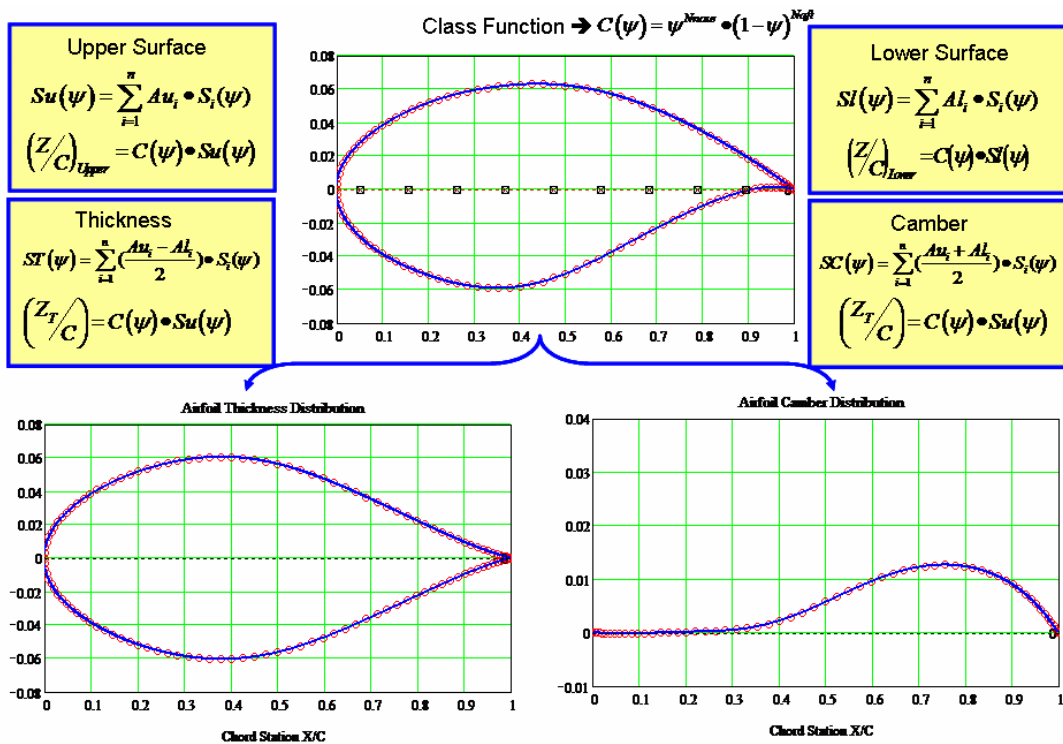 Class Function ➔ C(ψ) = ψ^Nnose • (1 − ψ)^Naft
Upper Surface
Su(ψ) = ∑_{i=1}^{n} Au_i • S_i(ψ)
(Z/C)_Upper = C(ψ) • Su(ψ)
Thickness
ST(ψ) = ∑_{i=1}^{n} ((Au_i − Al_i)/2) • S_i(ψ)
(Z_T/C) = C(ψ) • Su(ψ)
0.08
0.06
0.04
0.02
0
−0.02
−0.04
−0.06
−0.08
0 0.1 0.2 0.3 0.4 0.5 0.6 0.7 0.8 0.9 1
Lower Surface
Sl(ψ) = ∑_{i=1}^{n} Al_i • S_i(ψ)
(Z/C)_Lower = C(ψ) • Sl(ψ)
Camber
SC(ψ) = ∑_{i=1}^{n} ((Au_i + Al_i)/2) • S_i(ψ)
(Z_T/C) = C(ψ) • Su(ψ)
Airfoil Thickness Distribution
0.08
0.06
0.04
0.02
0
−0.02
−0.04
−0.06
−0.08
0 0.1 0.2 0.3 0.4 0.5 0.6 0.7 0.8 0.9 1
Chord Station X/C
Airfoil Camber Distribution
0.04
0.03
0.02
0.01
0
−0.01
0 0.1 0.2 0.3 0.4 0.5 0.6 0.7 0.8 0.9 1
Chord Station X/C